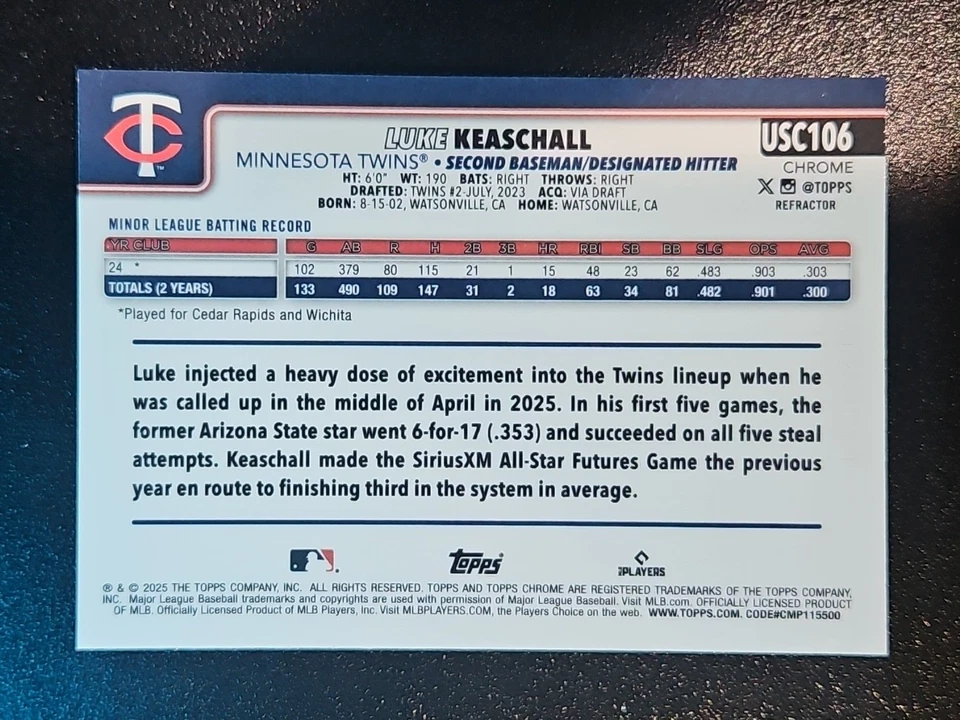 TC
LUKE KEASCHALL
USC106
MINNESOTA TWINS® • SECOND BASEMAN/DESIGNATED HITTER
CHROME
HT: 6'0" WT: 190 BATS: RIGHT THROWS: RIGHT
X @TOPPS
DRAFTED: TWINS #2-JULY, 2023 ACQ: VIA DRAFT
REFRACTOR
BORN: 8-15-02, WATSONVILLE, CA HOME: WATSONVILLE, CA
MINOR LEAGUE BATTING RECORD
YR CLUB G AB R H 2B 3B HR RBI SB BB SLG OPS AVG
24 * 102 379 80 115 21 1 15 48 23 62 .483 .903 .303
TOTALS (2 YEARS) 133 490 109 147 31 2 18 63 34 81 .482 .901 .300
*Played for Cedar Rapids and Wichita
Luke injected a heavy dose of excitement into the Twins lineup when he
was called up in the middle of April in 2025. In his first five games, the
former Arizona State star went 6-for-17 (.353) and succeeded on all five steal
attempts. Keaschall made the SiriusXM All-Star Futures Game the previous
year en route to finishing third in the system in average.
Topps PLAYERS
® & © 2025 THE TOPPS COMPANY, INC. ALL RIGHTS RESERVED. TOPPS AND TOPPS CHROME ARE REGISTERED TRADEMARKS OF THE TOPPS COMPANY,
INC. Major League Baseball trademarks and copyrights are used with permission of Major League Baseball. Visit MLB.com. OFFICIALLY LICENSED PRODUCT
OF MLB. Officially Licensed Product of MLB Players, Inc. Visit MLBPLAYERS.COM, the Players Choice on the web. WWW.TOPPS.COM. CODE#CMP115500